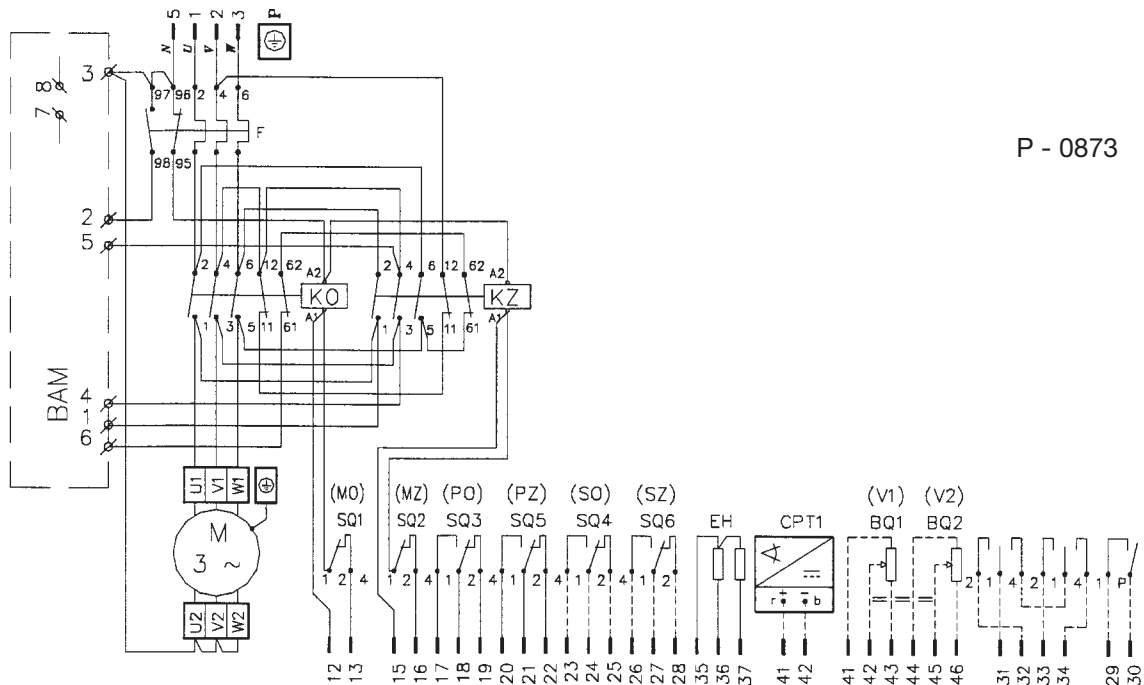 5 1 2 3 P
N U V W
3
8
7
97 96 2 4 6
F
98 95
P - 0873
2
5
2 4 6 12 62 A2
KO
1 3 5 11 61 A1
2 4 6 12 62 A2
KZ
1 3 5 11 61 A1
BAM
4
1
6
U1 V1 W1
M
3 ~
U2 V2 W2
(MO) (MZ) (PO) (PZ) (SO) (SZ) (V1) (V2)
SQ1 SQ2 SQ3 SQ5 SQ4 SQ6 EH CPT1 BQ1 BQ2
1 2 4 1 2 4 1 2 4 1 2 4 1 2 4 1 2
r + - b
2 1 4 2 1 4 1 P
12 13 15 16 17 18 19 20 21 22 23 24 25 26 27 28 35 36 37 41 42 41 42 43 44 45 46 31 32 33 34 29 30